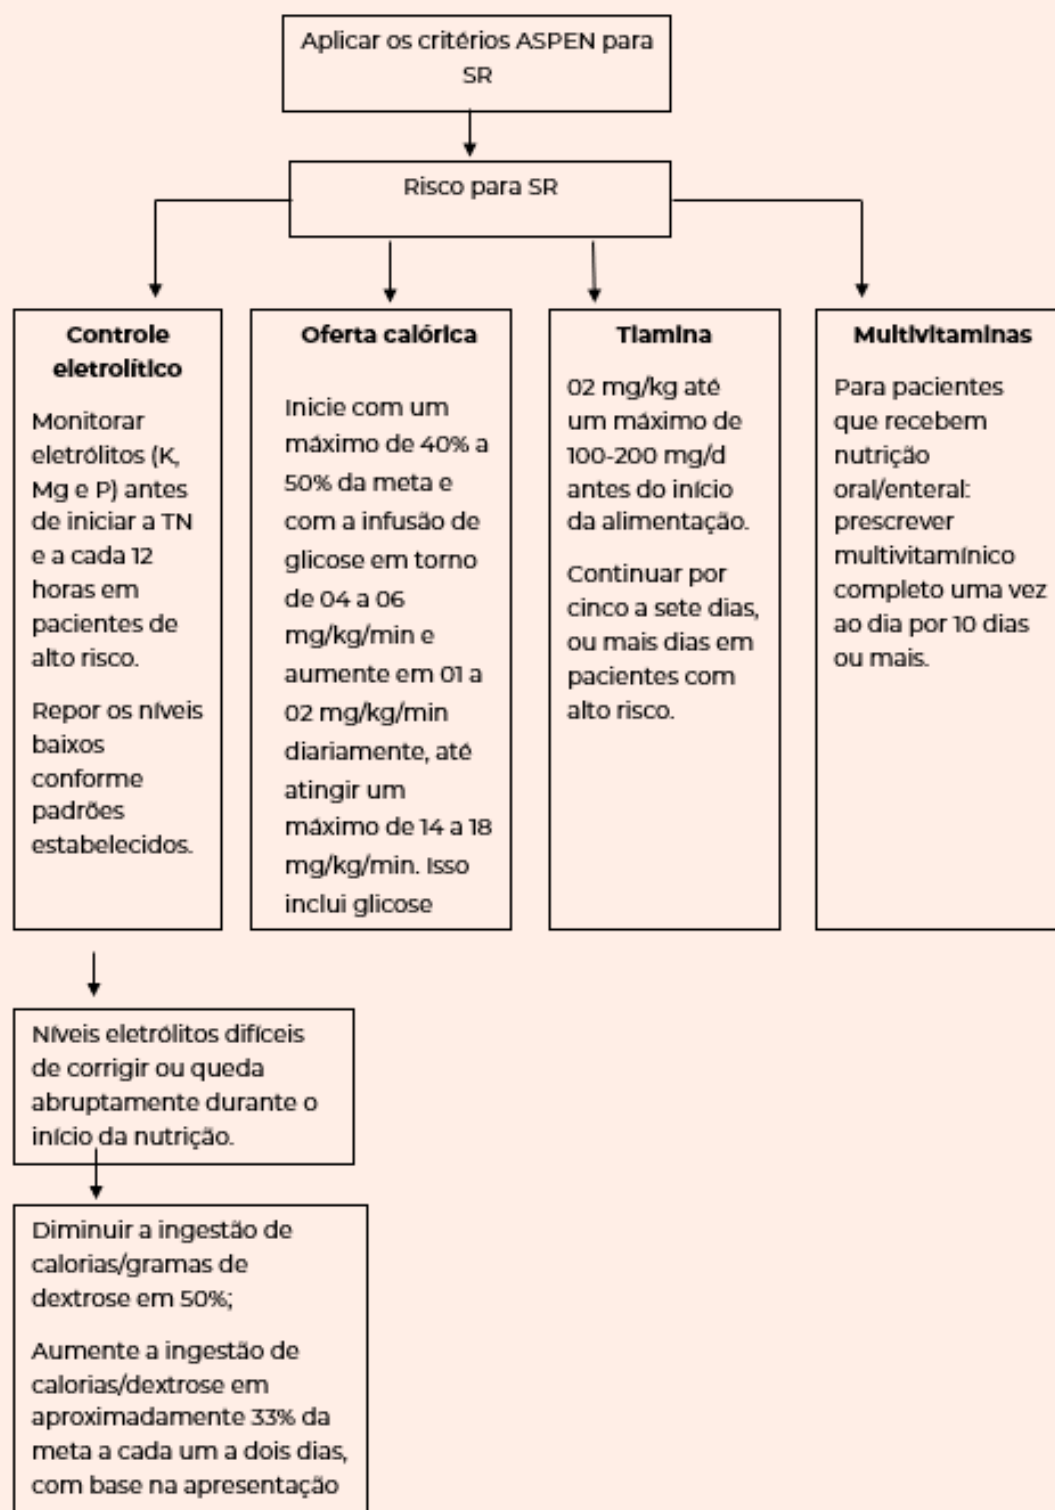 Aplicar os critérios ASPEN para
SR
Risco para SR
Controle
eletrolítico
Monitorar
eletrólitos (K,
Mg e P) antes
de iniciar a TN
e a cada 12
horas em
pacientes de
alto risco.
Repor os níveis
baixos
conforme
padrões
estabelecidos.
Oferta calórica
Inicie com um
máximo de 40% a
50% da meta e
com a infusão de
glicose em torno
de 04 a 06
mg/kg/min e
aumente em 01 a
02 mg/kg/min
diariamente, até
atingir um
máximo de 14 a 18
mg/kg/min. Isso
inclui glicose
Tiamina
02 mg/kg até
um máximo de
100-200 mg/d
antes do início
da alimentação.
Continuar por
cinco a sete dias,
ou mais dias em
pacientes com
alto risco.
Multivitaminas
Para pacientes
que recebem
nutrição
oral/enteral:
prescrever
multivitamínico
completo uma vez
ao dia por 10 dias
ou mais.
Níveis eletrólitos difíceis
de corrigir ou queda
abruptamente durante o
início da nutrição.
Diminuir a ingestão de
calorias/gramas de
dextrose em 50%;
Aumente a ingestão de
calorias/dextrose em
aproximadamente 33% da
meta a cada um a dois dias,
com base na apresentação